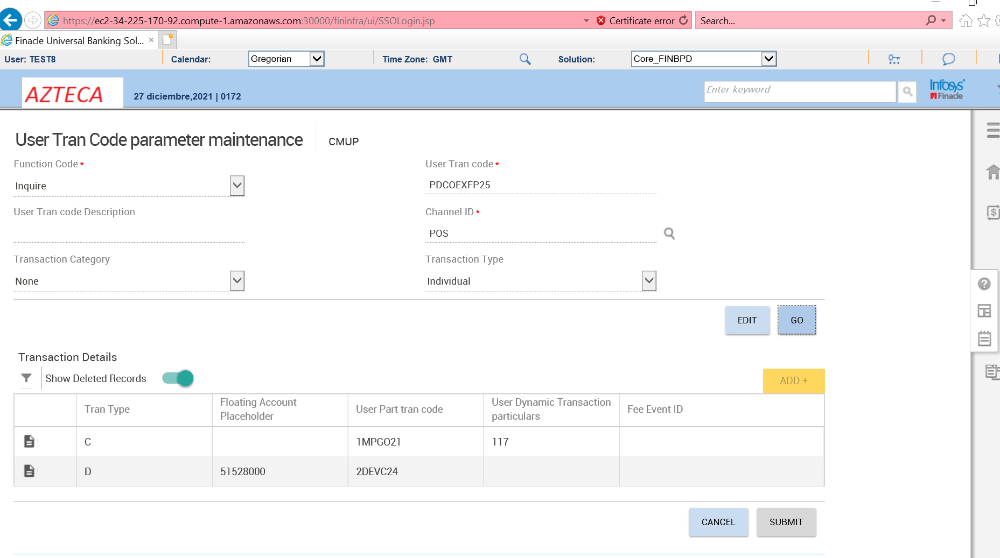 https://ec2-34-225-170-92.compute-1.amazonaws.com:30000/fininfra/ui/SSOLogin.jsp
Certificate error
Search...
Finacle Universal Banking Sol... ×
User: TEST8
Calendar:
Gregorian
Time Zone: GMT
Solution:
Core_FINBPD
AZTECA
27 diciembre,2021 | 0172
Enter keyword
Infosys
Finacle
User Tran Code parameter maintenance
CMUP
Function Code *
User Tran code *
Inquire
PDCOEXFP25
User Tran code Description
Channel ID *
POS
Transaction Category
Transaction Type
None
Individual
EDIT
GO
Transaction Details
Show Deleted Records
ADD +
Tran Type
Floating Account
Placeholder
User Part tran code
User Dynamic Transaction
particulars
Fee Event ID
C
1MPGO21
117
D
51528000
2DEVC24
CANCEL
SUBMIT